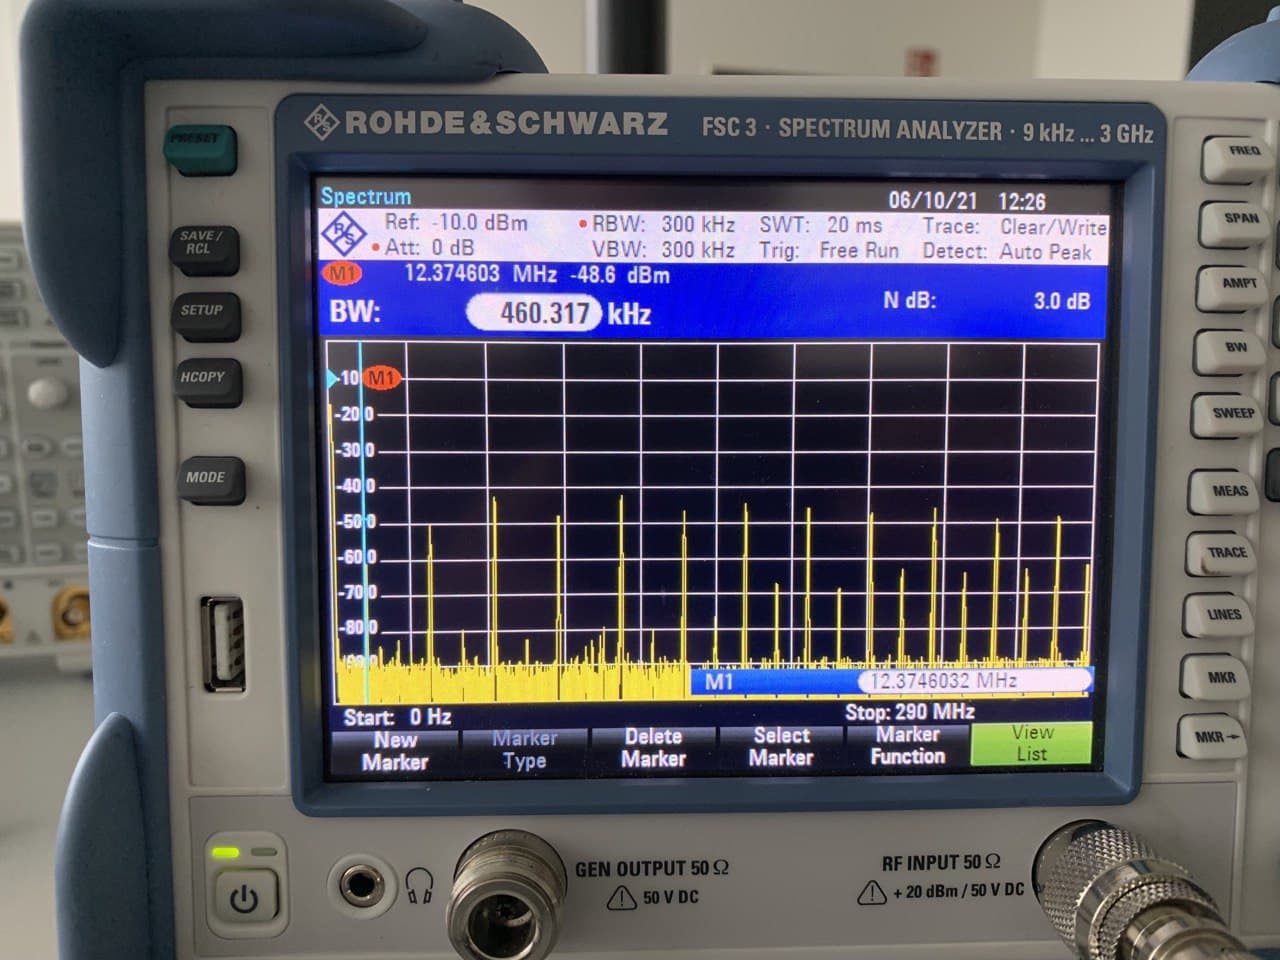 ROHDE & SCHWARZ FSC 3 · SPECTRUM ANALYZER · 9 kHz ... 3 GHz
PRESET
SAVE /
RCL
SETUP
HCOPY
MODE
Spectrum 06/10/21 12:26
Ref: -10.0 dBm RBW: 300 kHz SWT: 20 ms Trace: Clear/Write
Att: 0 dB VBW: 300 kHz Trig: Free Run Detect: Auto Peak
M1 12.374603 MHz -48.6 dBm
BW: 460.317 kHz N dB: 3.0 dB
-10 M1
-20.0
-30.0
-40.0
-50.0
-60.0
-70.0
-80.0
M1 12.3746032 MHz
Start: 0 Hz Stop: 290 MHz
New
Marker
Marker
Type
Delete
Marker
Select
Marker
Marker
Function
View
List
FREQ
SPAN
AMPT
BW
SWEEP
MEAS
TRACE
LINES
MKR
MKR→
GEN OUTPUT 50 Ω
50 V DC
RF INPUT 50 Ω
+ 20 dBm / 50 V DC